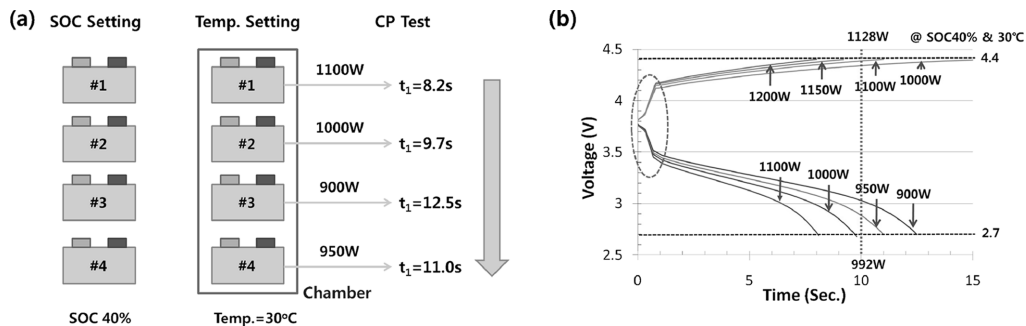 (a)
SOC Setting
Temp. Setting
CP Test
#1
#1
1100W
t1=8.2s
#2
#2
1000W
t1=9.7s
#3
#3
900W
t1=12.5s
#4
#4
950W
t1=11.0s
Chamber
SOC 40%
Temp.=30°C
(b)
1128W
@ SOC40% & 30℃
4.5
4.4
1200W
1150W
1100W
1000W
4
Voltage (V)
3.5
1100W
1000W
950W
900W
3
2.7
2.5
992W
0
5
10
15
Time (Sec.)